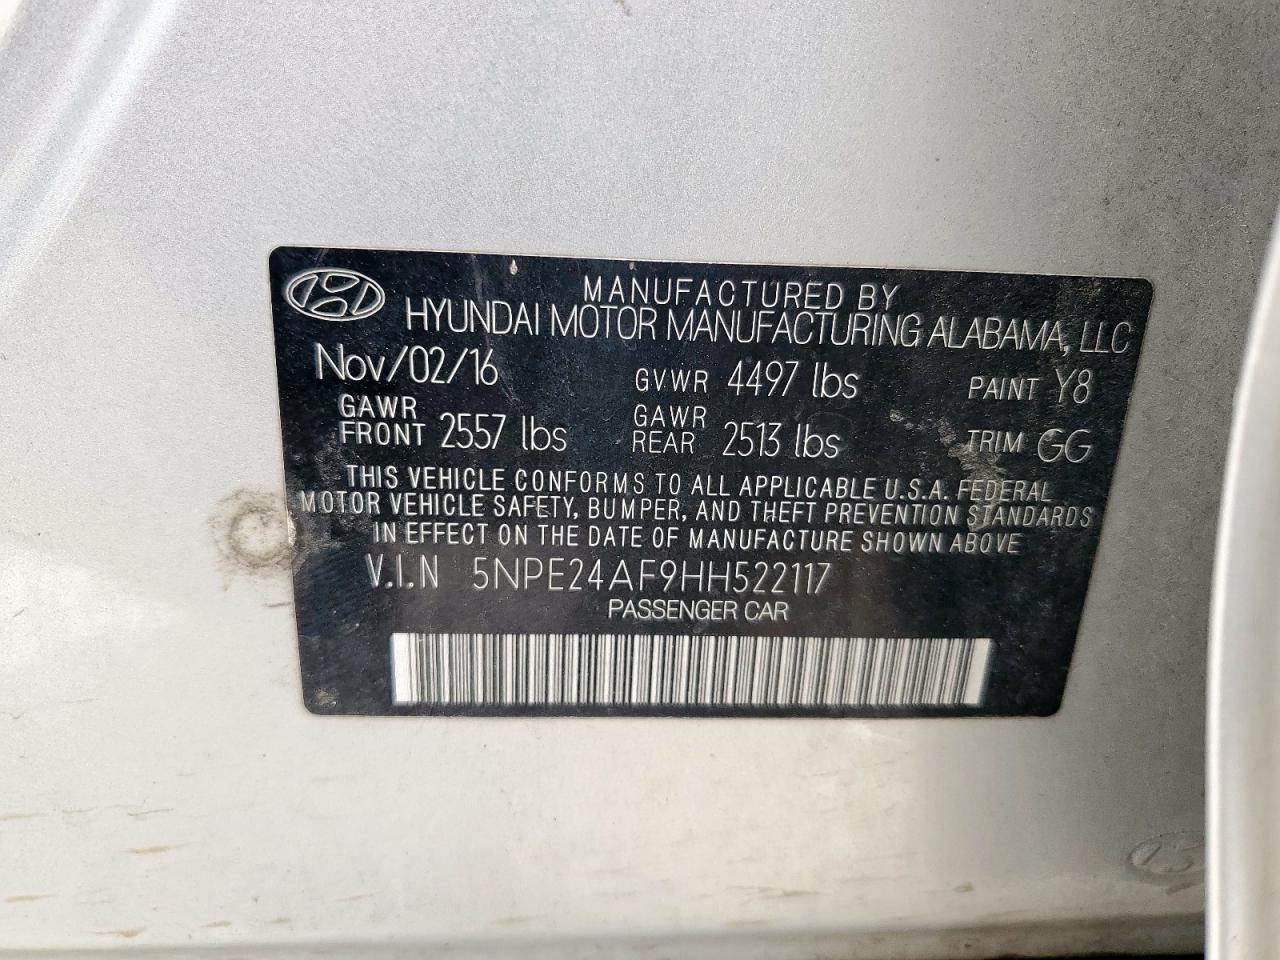 MANUFACTURED BY
HYUNDAI MOTOR MANUFACTURING ALABAMA, LLC
Nov/02/16 GVWR 4497 lbs PAINT Y8
GAWR FRONT 2557 lbs GAWR REAR 2513 lbs TRIM GG
THIS VEHICLE CONFORMS TO ALL APPLICABLE U.S.A. FEDERAL
MOTOR VEHICLE SAFETY, BUMPER, AND THEFT PREVENTION STANDARDS
IN EFFECT ON THE DATE OF MANUFACTURE SHOWN ABOVE
V.I.N 5NPE24AF9HH522117
PASSENGER CAR